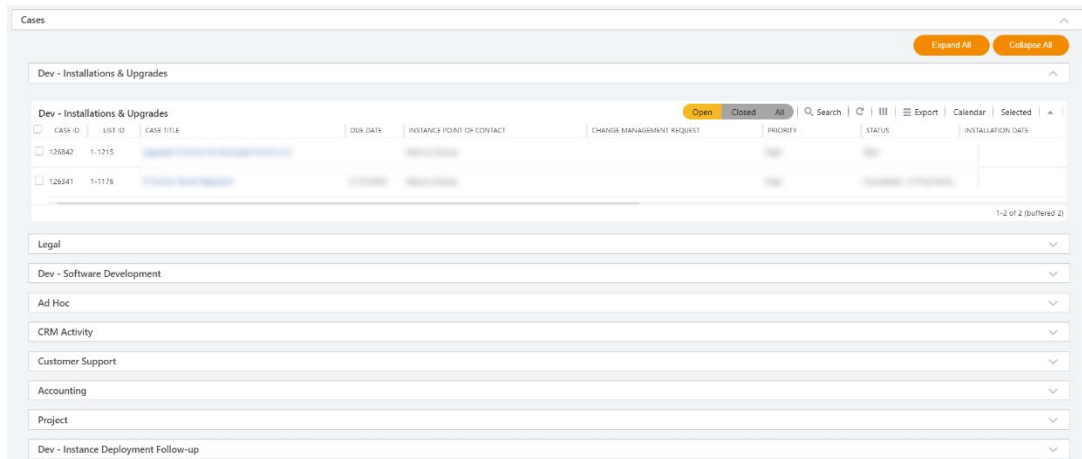 Cases
Expand All Collapse All
Dev - Installations & Upgrades
Dev - Installations & Upgrades Open Closed All Search Export Calendar Selected
CASE ID LIST ID CASE TITLE DUE DATE INSTANCE POINT OF CONTACT CHANGE MANAGEMENT REQUEST PRIORITY STATUS INSTALLATION DATE
126842 1-1215
126341 1-1176
1-2 of 2 (buffered 2)
Legal
Dev - Software Development
Ad Hoc
CRM Activity
Customer Support
Accounting
Project
Dev - Instance Deployment Follow-up